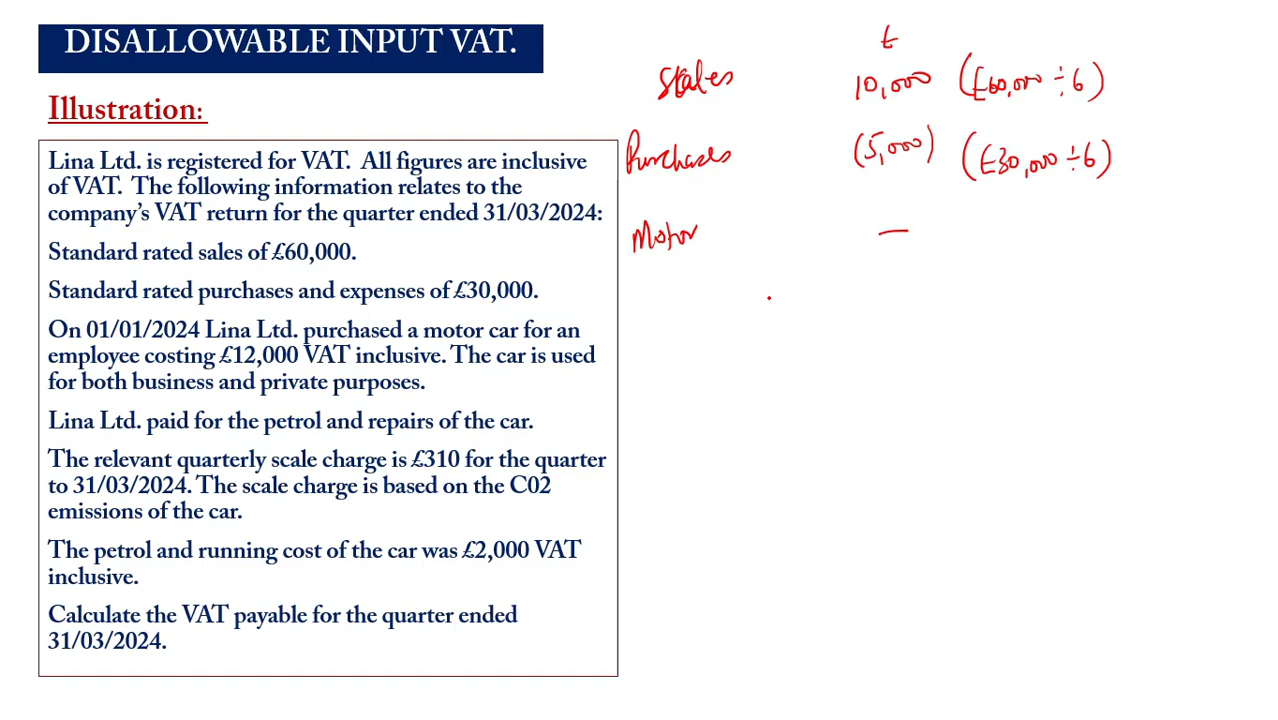 DISALLOWABLE INPUT VAT.
Illustration:
Lina Ltd. is registered for VAT. All figures are inclusive
of VAT. The following information relates to the
company's VAT return for the quarter ended 31/03/2024:
Standard rated sales of £60,000.
Standard rated purchases and expenses of £30,000.
On 01/01/2024 Lina Ltd. purchased a motor car for an
employee costing £12,000 VAT inclusive. The car is used
for both business and private purposes.
Lina Ltd. paid for the petrol and repairs of the car.
The relevant quarterly scale charge is £310 for the quarter
to 31/03/2024. The scale charge is based on the C02
emissions of the car.
The petrol and running cost of the car was £2,000 VAT
inclusive.
Calculate the VAT payable for the quarter ended
31/03/2024.
£
Sales 10,000 (£60,000 ÷ 6)
Purchases (5,000) (£30,000 ÷ 6)
Motor —